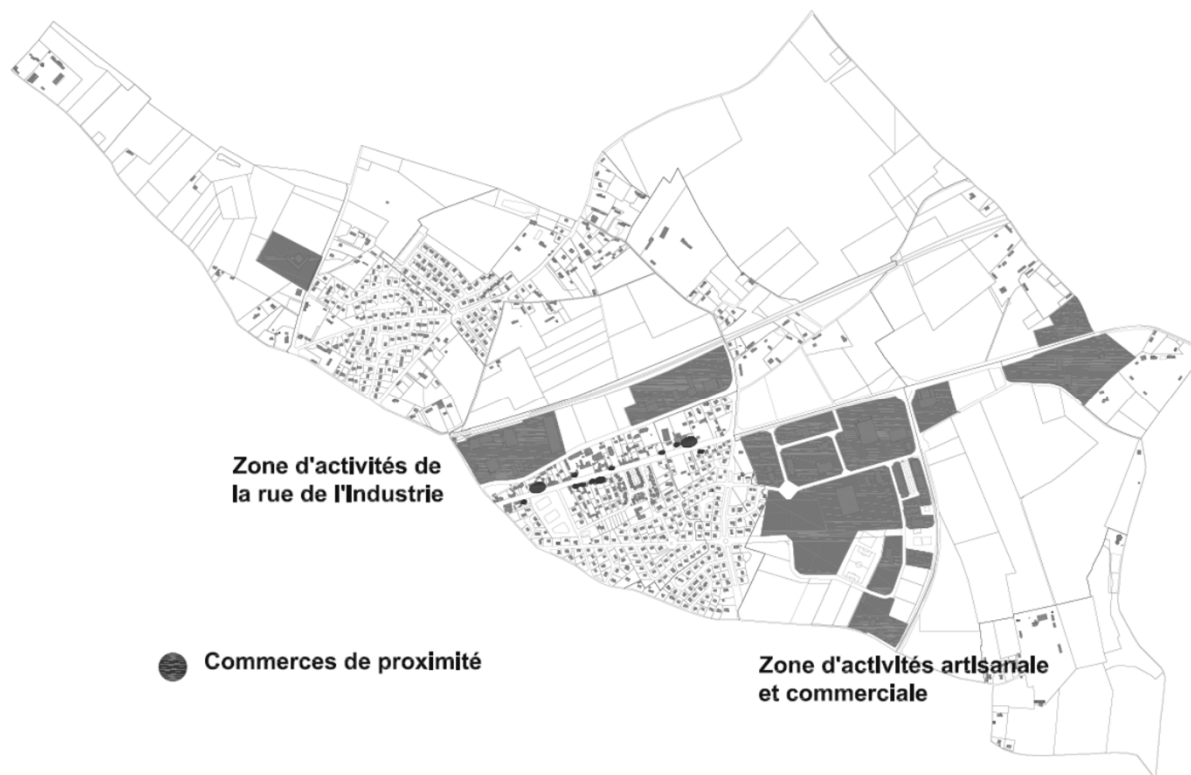 Zone d'activités de
la rue de l'Industrie
Commerces de proximité
Zone d'activités artisanale
et commerciale